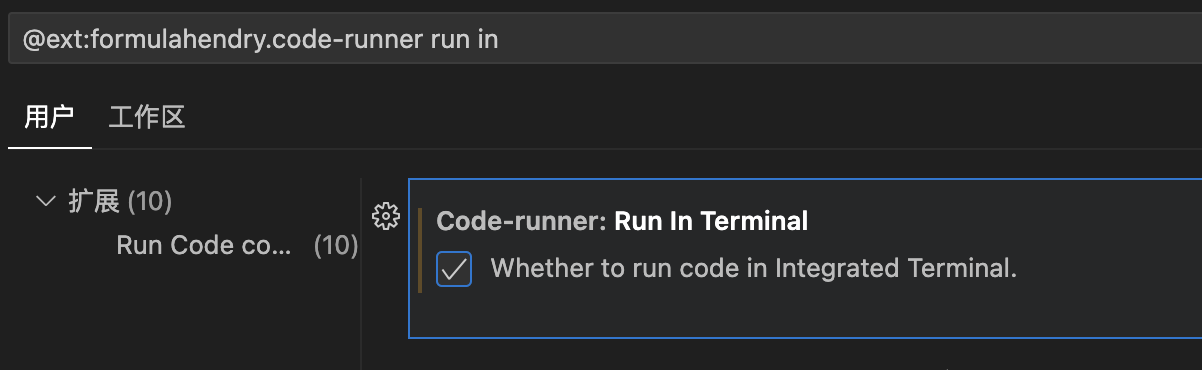 @ext:formulahendry.code-runner run in
用户 工作区
扩展 (10)
Run Code co... (10)
Code-runner: Run In Terminal
Whether to run code in Integrated Terminal.